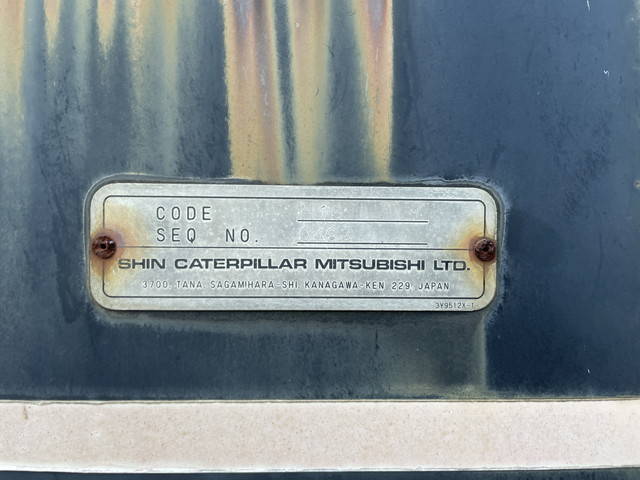 CODE
SEQ NO.
SHIN CATERPILLAR MITSUBISHI LTD.
3700, TANA, SAGAMIHARA-SHI, KANAGAWA-KEN 229, JAPAN
3Y9512X-1